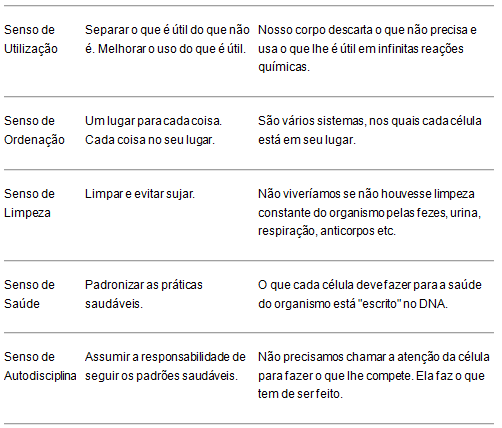 Senso de Utilização
Separar o que é útil do que não
é. Melhorar o uso do que é útil.
Nosso corpo descarta o que não precisa e
usa o que lhe é útil em infinitas reações
químicas.
Senso de Ordenação
Um lugar para cada coisa.
Cada coisa no seu lugar.
São vários sistemas, nos quais cada célula
está em seu lugar.
Senso de Limpeza
Limpar e evitar sujar.
Não viveríamos se não houvesse limpeza
constante do organismo pelas fezes, urina,
respiração, anticorpos etc.
Senso de Saúde
Padronizar as práticas
saudáveis.
O que cada célula deve fazer para a saúde
do organismo está "escrito" no DNA.
Senso de Autodisciplina
Assumir a responsabilidade de
seguir os padrões saudáveis.
Não precisamos chamar a atenção da célula
para fazer o que lhe compete. Ela faz o que
tem de ser feito.